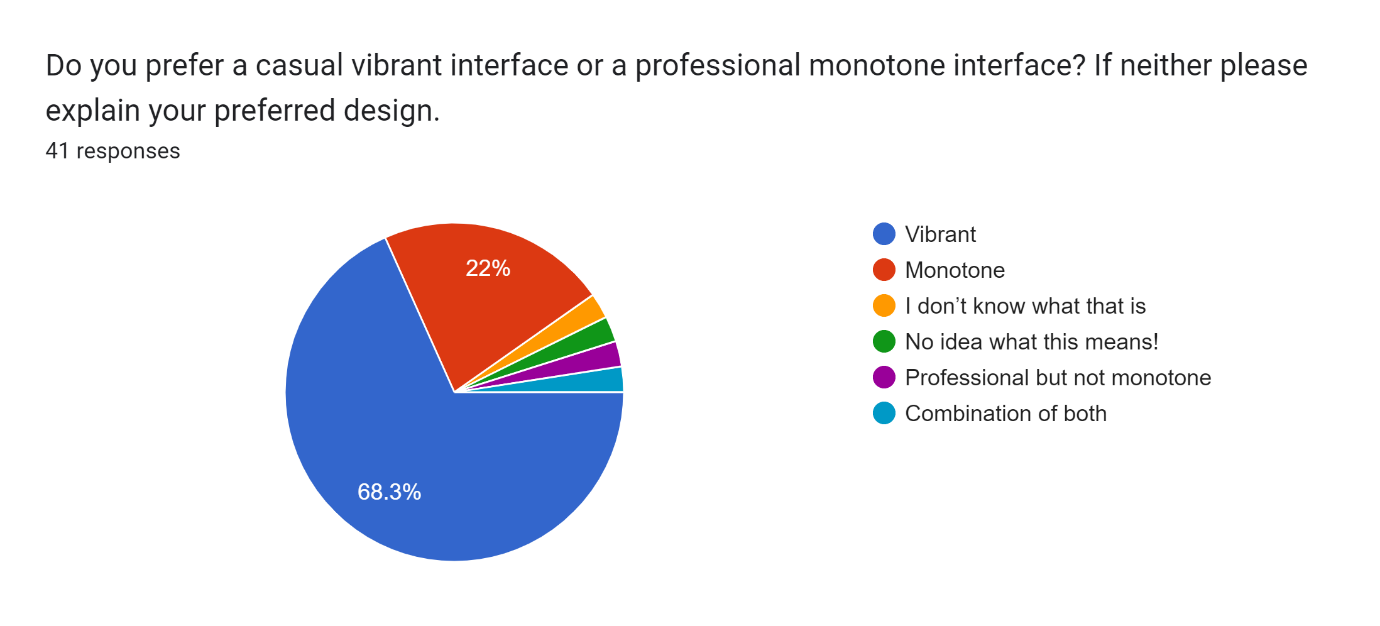 Do you prefer a casual vibrant interface or a professional monotone interface? If neither please
explain your preferred design.
41 responses
22%
68.3%
Vibrant
Monotone
I don’t know what that is
No idea what this means!
Professional but not monotone
Combination of both